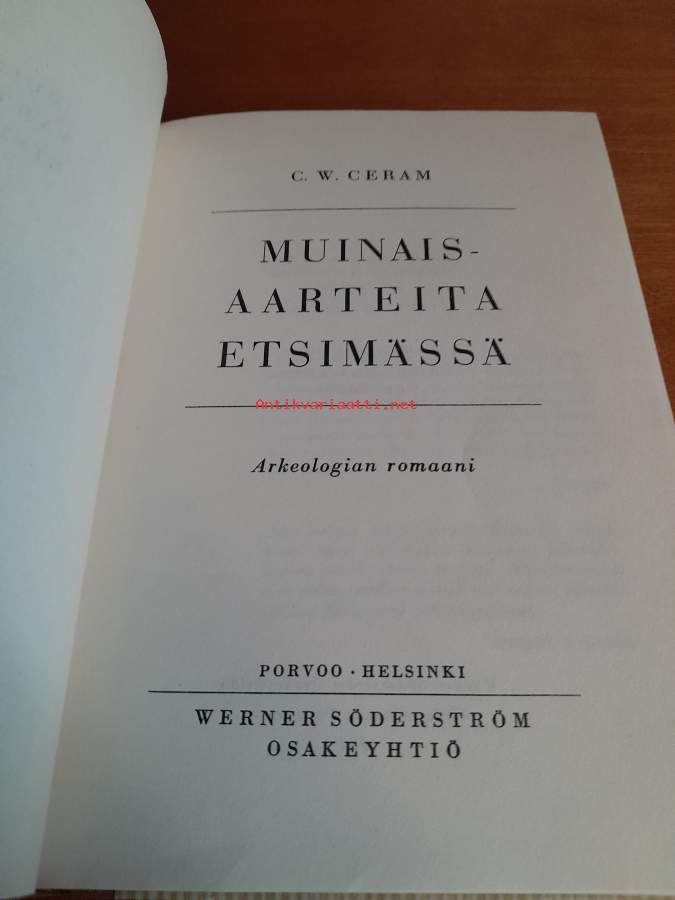 C. W. CERAM
MUINAIS-
AARTEITA
ETSIMÄSSÄ
Antikvariaatti.net
Arkeologian romaani
PORVOO · HELSINKI
WERNER SÖDERSTRÖM
OSAKEYHTIÖ